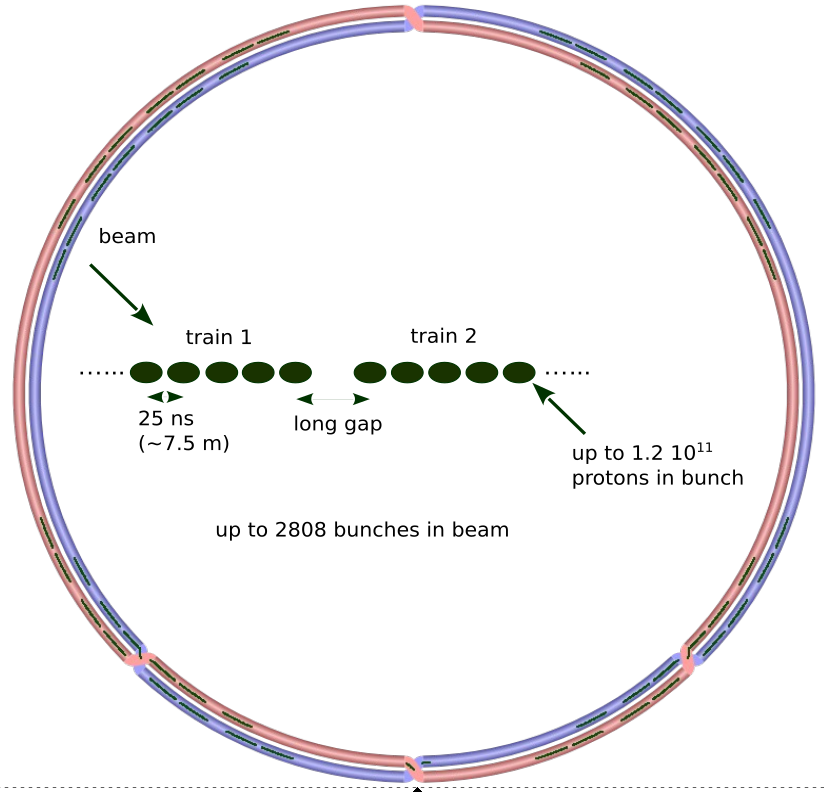 beam
train 1
train 2
......
......
25 ns
(~7.5 m)
long gap
up to 1.2 10¹¹
protons in bunch
up to 2808 bunches in beam